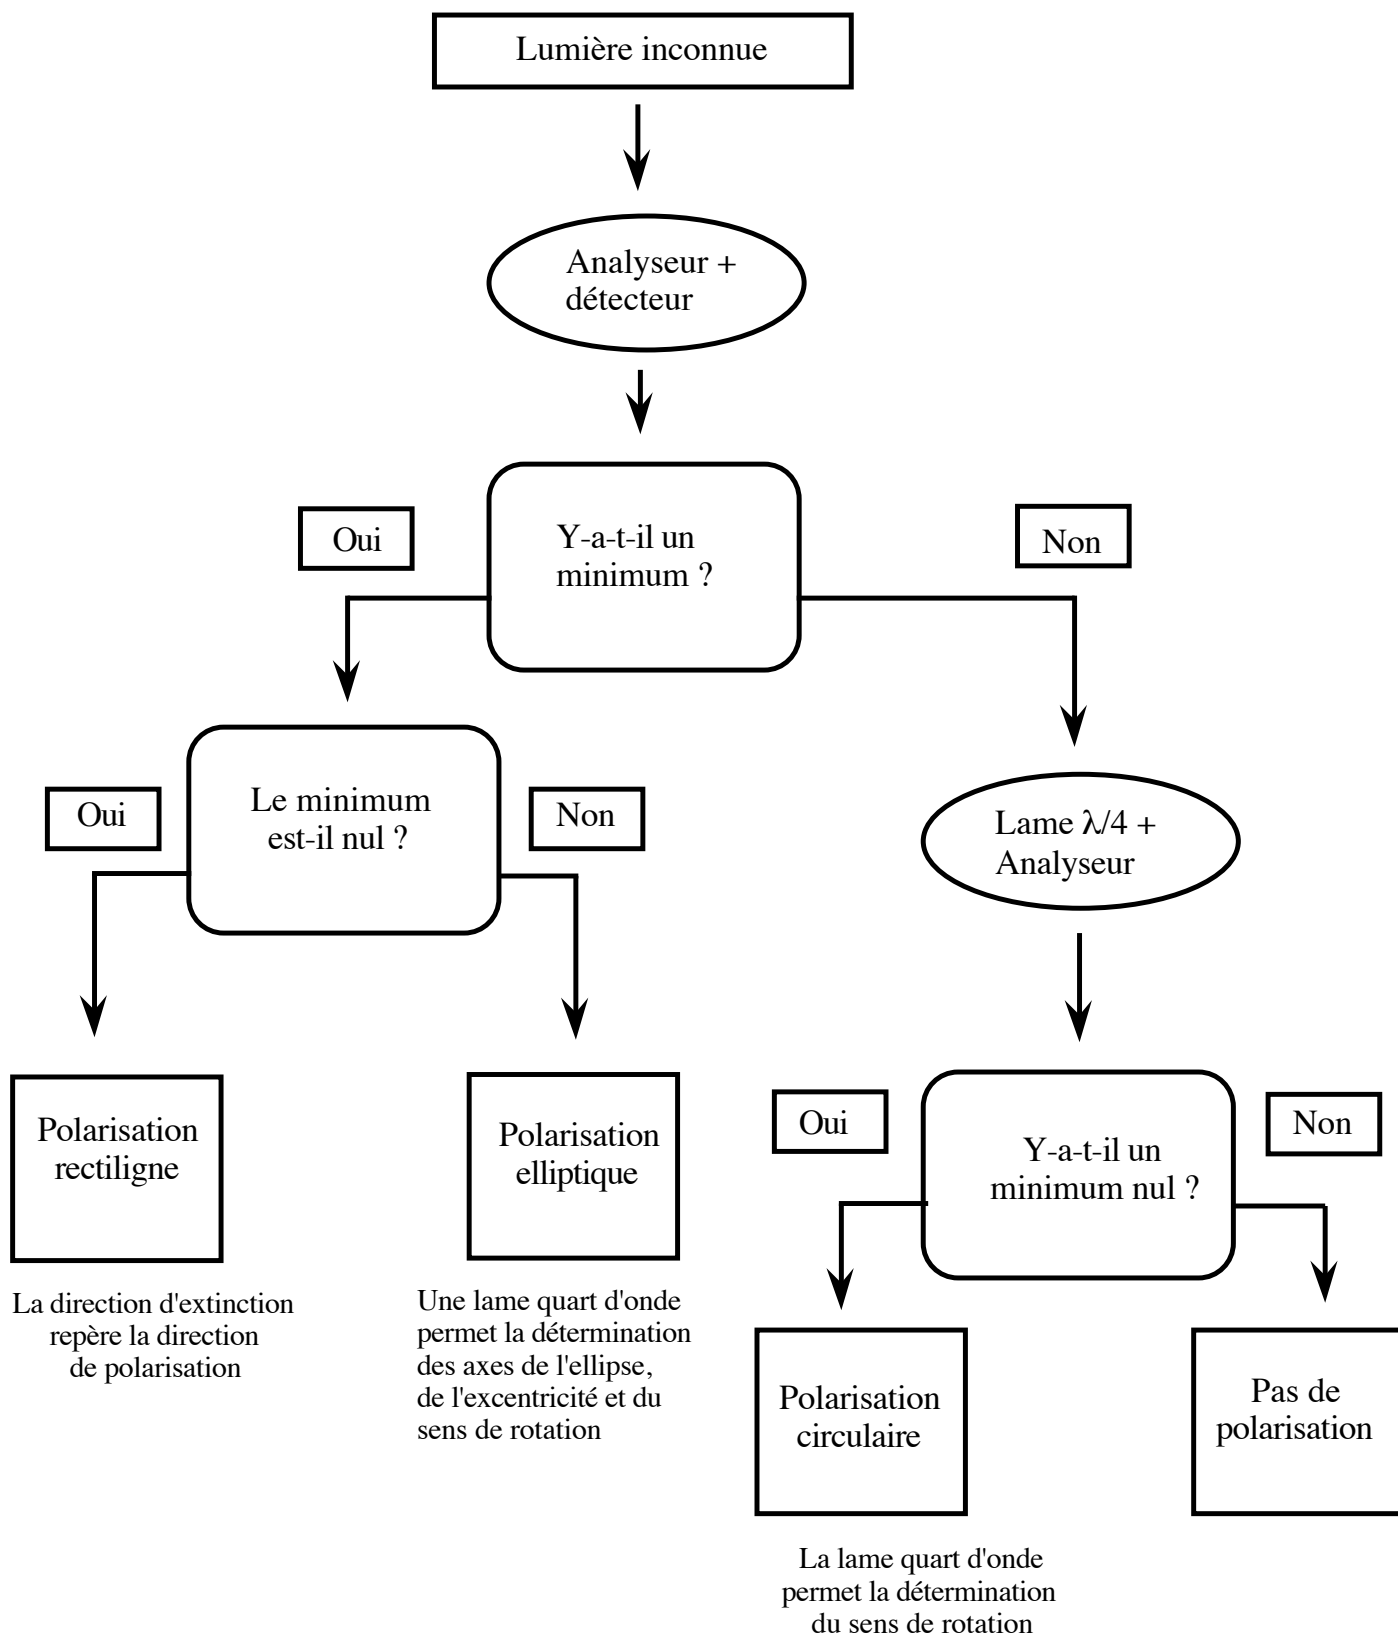 Lumière inconnue
Analyseur +
détecteur
Oui
Y-a-t-il un
minimum ?
Non
Oui
Le minimum
est-il nul ?
Non
Lame λ/4 +
Analyseur
Polarisation
rectiligne
Polarisation
elliptique
Oui
Y-a-t-il un
minimum nul ?
Non
La direction d'extinction
repère la direction
de polarisation
Une lame quart d'onde
permet la détermination
des axes de l'ellipse,
de l'excentricité et du
sens de rotation
Polarisation
circulaire
Pas de
polarisation
La lame quart d'onde
permet la détermination
du sens de rotation